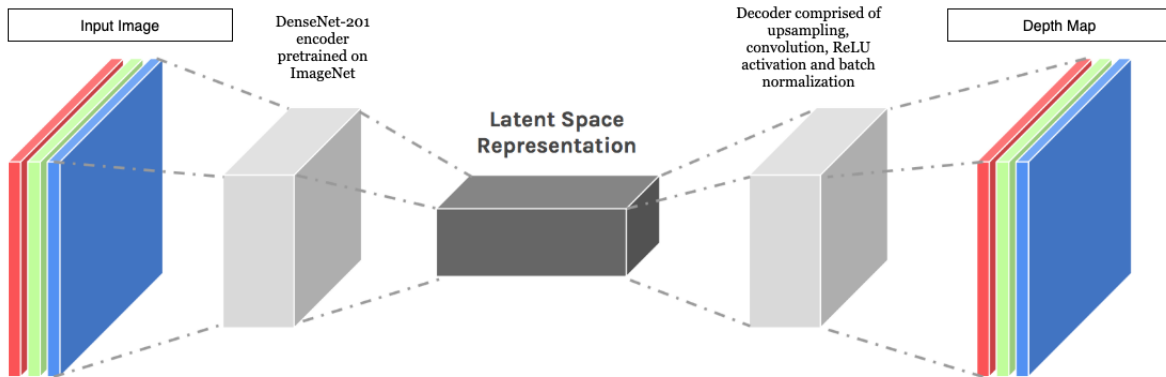 Input Image
DenseNet-201
encoder
pretrained on
ImageNet
Latent Space
Representation
Decoder comprised of
upsampling,
convolution, ReLU
activation and batch
normalization
Depth Map